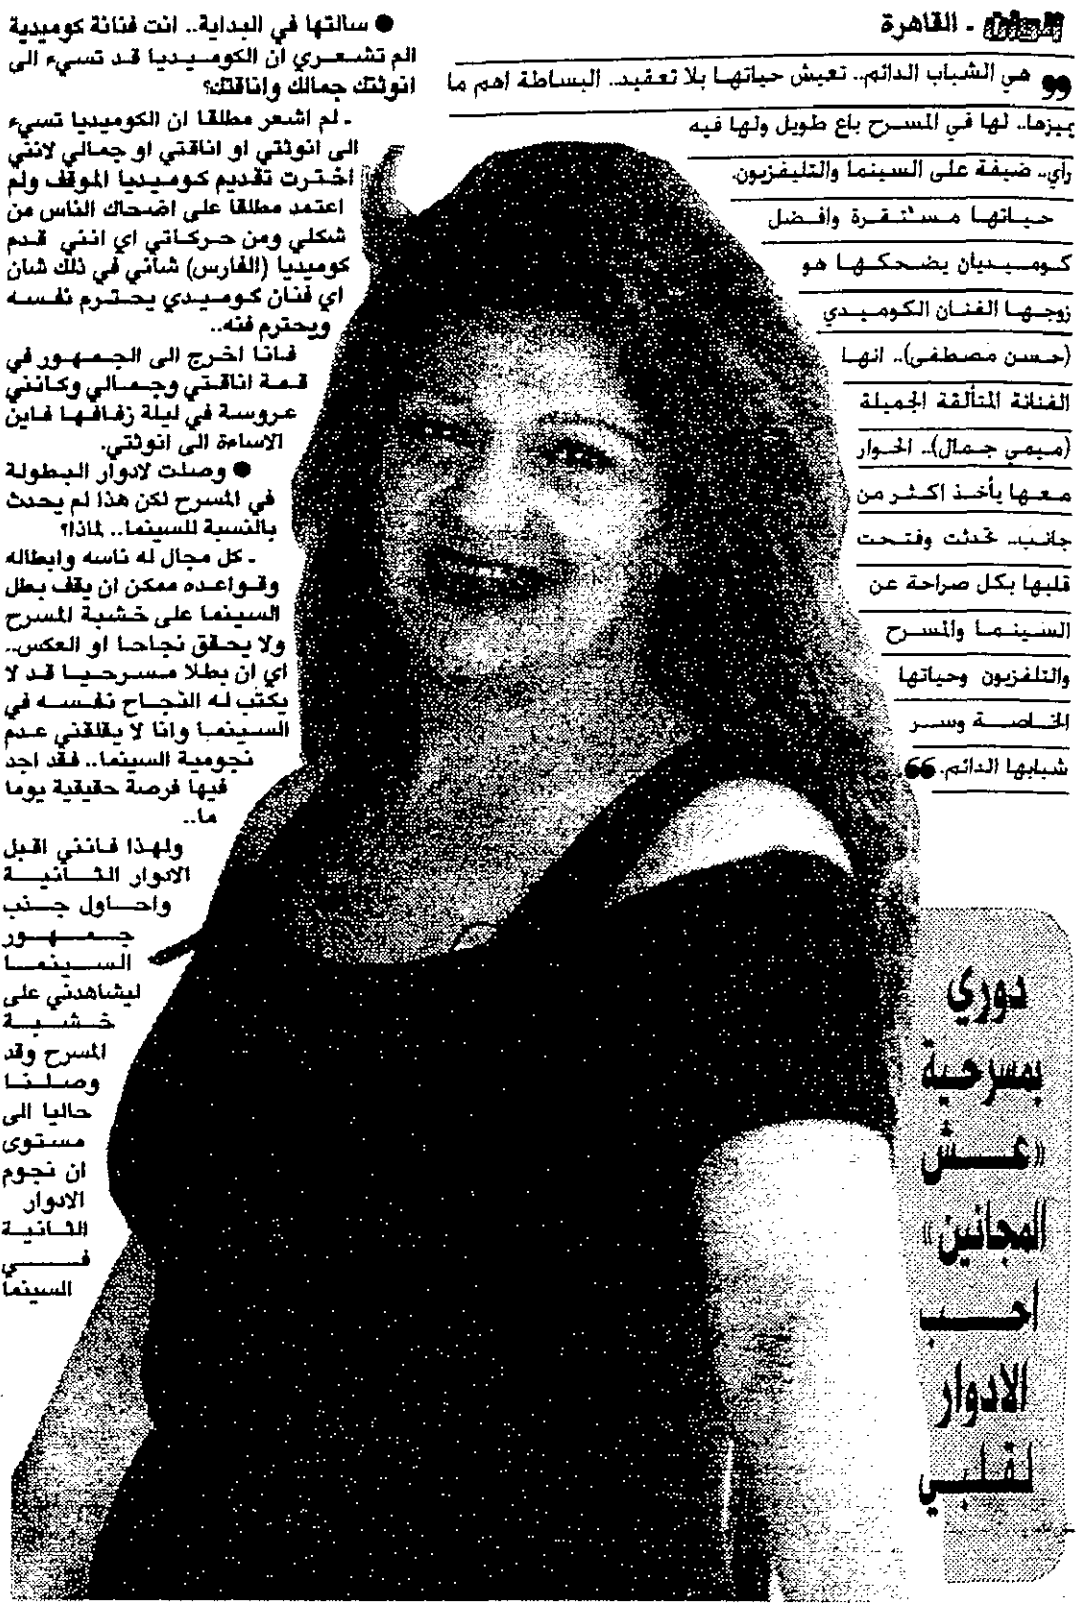 - القاهرة
هي الشباب الدائم.. تعيش حياتها بلا تعقيد.. البساطة اهم ما
يميزها.. لها في المسرح باع طويل ولها فيه
رأي.. ضيفة على السينما والتليفزيون.
حياتها مستقرة وافضل
كوميديان يضحكها هو
زوجها الفنان الكوميدي
(حسن مصطفى).. انها
الفنانة المتألقة الجميلة
(ميمي جمال).. الحوار
معها يأخذ اكثر من
جانب.. تحدثت وفتحت
قلبها بكل صراحة عن
السينما والمسرح
والتلفزيون وحياتها
الخاصة وسر
شبابها الدائم.
● سالتها في البداية.. انت فنانة كوميدية
الم تشعري ان الكوميديا قد تسيء الى
انوثتك جمالك واناقتك؟
- لم اشعر مطلقا ان الكوميديا تسيء
الى انوثتي او اناقتي او جمالي لانني
اخترت تقديم كوميديا الموقف ولم
اعتمد مطلقا على اضحاك الناس من
شكلي ومن حركاتي اي انني قدم
كوميديا (الفارس) شاني في ذلك شان
اي فنان كوميدي يحترم نفسه
ويحترم فنه..
فانا اخرج الى الجمهور في
قمة اناقتي وجمالي وكانني
عروسة في ليلة زفافها فاين
الاساءة الى انوثتي.
● وصلت لادوار البطولة
في المسرح لكن هذا لم يحدث
بالنسبة للسينما.. لماذا؟
- كل مجال له ناسه وابطاله
وقواعده ممكن ان يقف بطل
السينما على خشبة المسرح
ولا يحقق نجاحا او العكس..
اي ان بطلا مسرحيا قد لا
يكتب له النجاح نفسه في
السينما وانا لا يقلقني عدم
نجومية السينما.. فقد اجد
فيها فرصة حقيقية يوما
ما..
ولهذا فانني اقبل
الادوار الثانية
واحاول جنب
جمهور
السينما
ليشاهدني على
خشبة
المسرح وقد
وصلنا
حاليا الى
مستوى
ان نجوم
الادوار
الثانية
في
السينما
دوري
بمسرحية
«عش
المجانين»
احب
الادوار
لقلبي